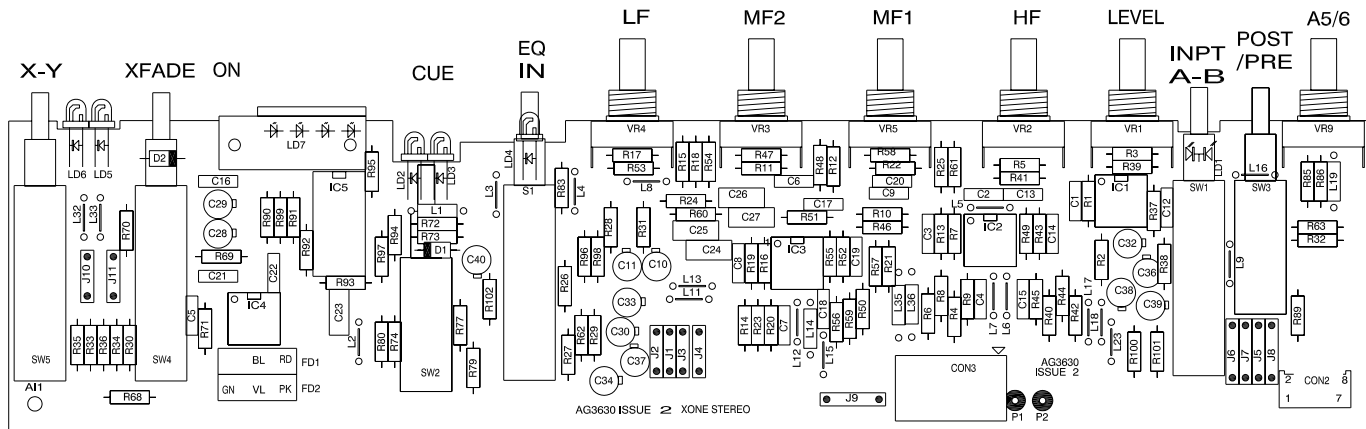 LF MF2 MF1 HF LEVEL A5/6
POST
/PRE
INPT
A-B
EQ
IN
X-Y XFADE ON CUE
VR4 VR3 VR5 VR2 VR1 VR9
LD6 LD5 D2 LD7 R95 LD2 LD3 LD4 S1
R17 R53 L8 R15 R18 R54 R47 R11 C6 R48 R12 R58 R22 C20 C9 R25 R61 R5 R41 C2 C13 R3 R39 IC1 LD1 SW1 L16 SW3 R85 R86 L19
C16 C29 C28 R69 C21 R90 R99 R91 IC5 R92 R93 R97 R94
L1 R72 R73 D1 C40 L3 R83 L4
L32 L33 R70 J10 J11
R28 R31 R24 R60 C25 C24 C26 C27 C17 R51 R10 R46 C3 R13 R7 L5 IC2 R49 R43 C14 C1 R1 R37 C12 C32 R2 C36 R38 C38 C39 R63 R32
R96 R98 C11 C10 L13 L11 C8 R19 R16 1 IC3 R55 R52 C19 R57 R21 L9
C22 IC4 C23 L2 C5 R71 R80 R74 R77 R102 R79 R26
C33 C30 C37 C34 R62 R29 R27 J2 J1 J3 J4
R14 R23 R20 C7 L12 C18 L14 L15 R56 R59 R50 L35 L36 R6 R8 R4 R9 C4 L7 L6 C15 R45 R40 R44 R42 L17 L18 L23 R100 R101
R89 J6 J7 J5 J8
R35 R33 R36 R34 R30
SW5 SW4 SW2
BL RD FD1
GN VL PK FD2
AI1 R68
CON3
AG3630
ISSUE 2
2 8
CON2
1 7
J9 P1 P2
AG3630 ISSUE 2 XONE STEREO